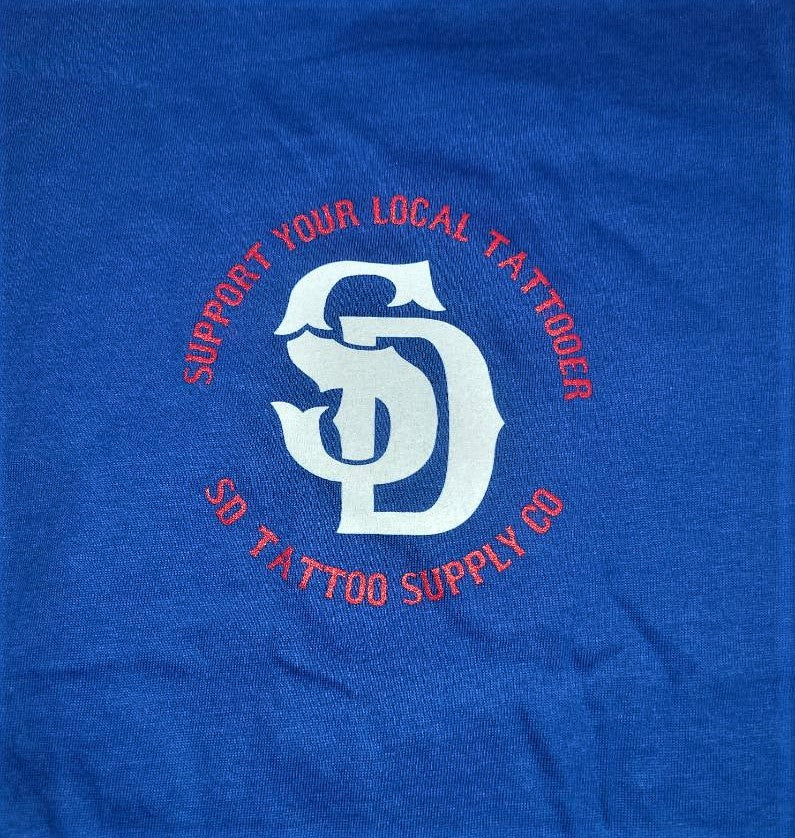 SUPPORT YOUR LOCAL TATTOOER
SD
SD TATTOO SUPPLY CO